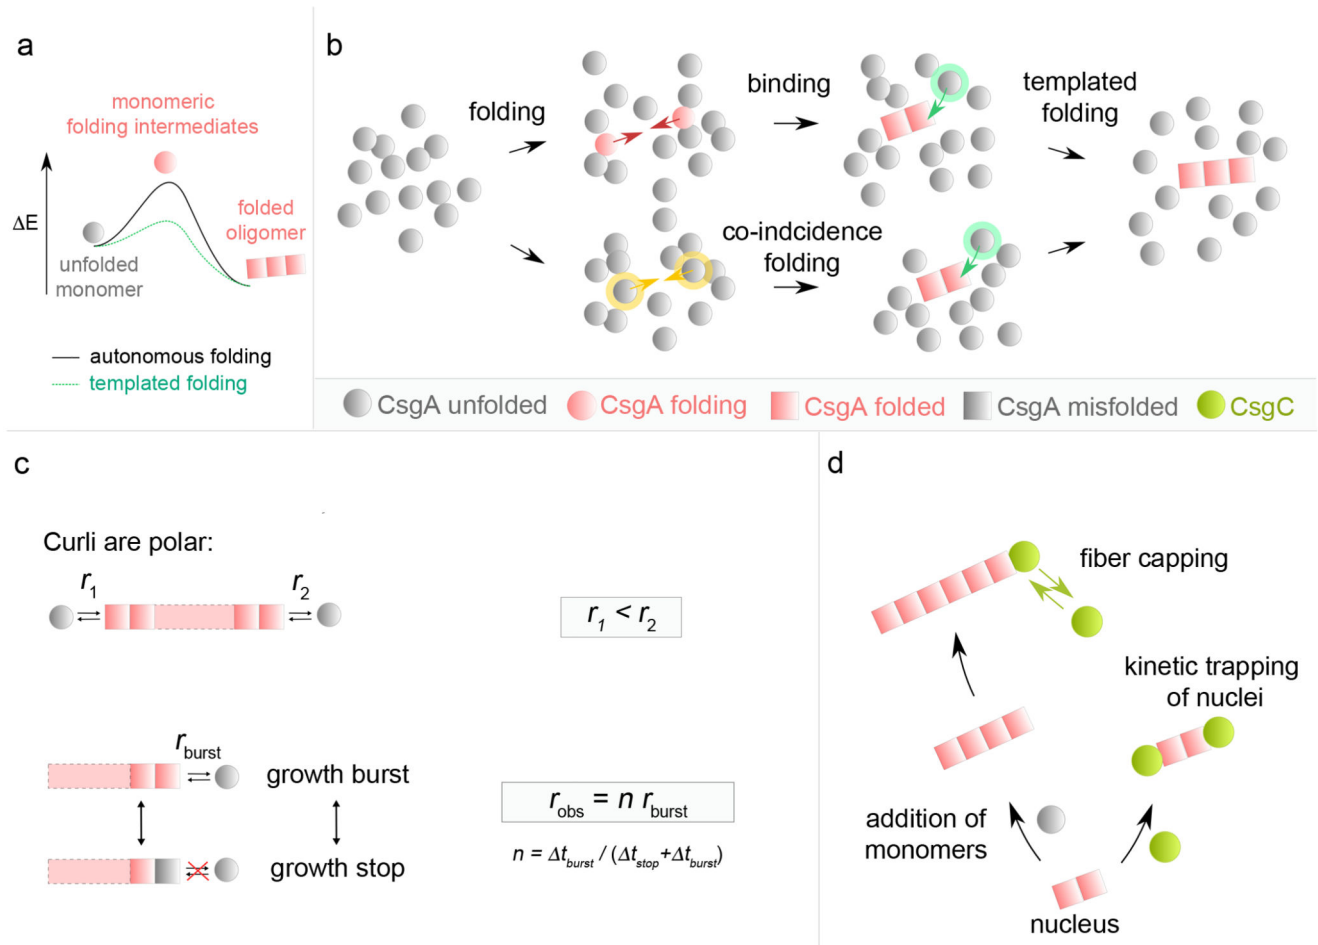 a
monomeric
folding intermediates
ΔE
folded
oligomer
unfolded
monomer
autonomous folding
templated folding
b
folding
binding
templated
folding
co-indcidence
folding
CsgA unfolded
CsgA folding
CsgA folded
CsgA misfolded
CsgC
c
Curli are polar:
r1
r2
r1 < r2
rburst
growth burst
growth stop
robs = n rburst
n = Δtburst / (Δtstop+Δtburst)
d
fiber capping
kinetic trapping
of nuclei
addition of
monomers
nucleus